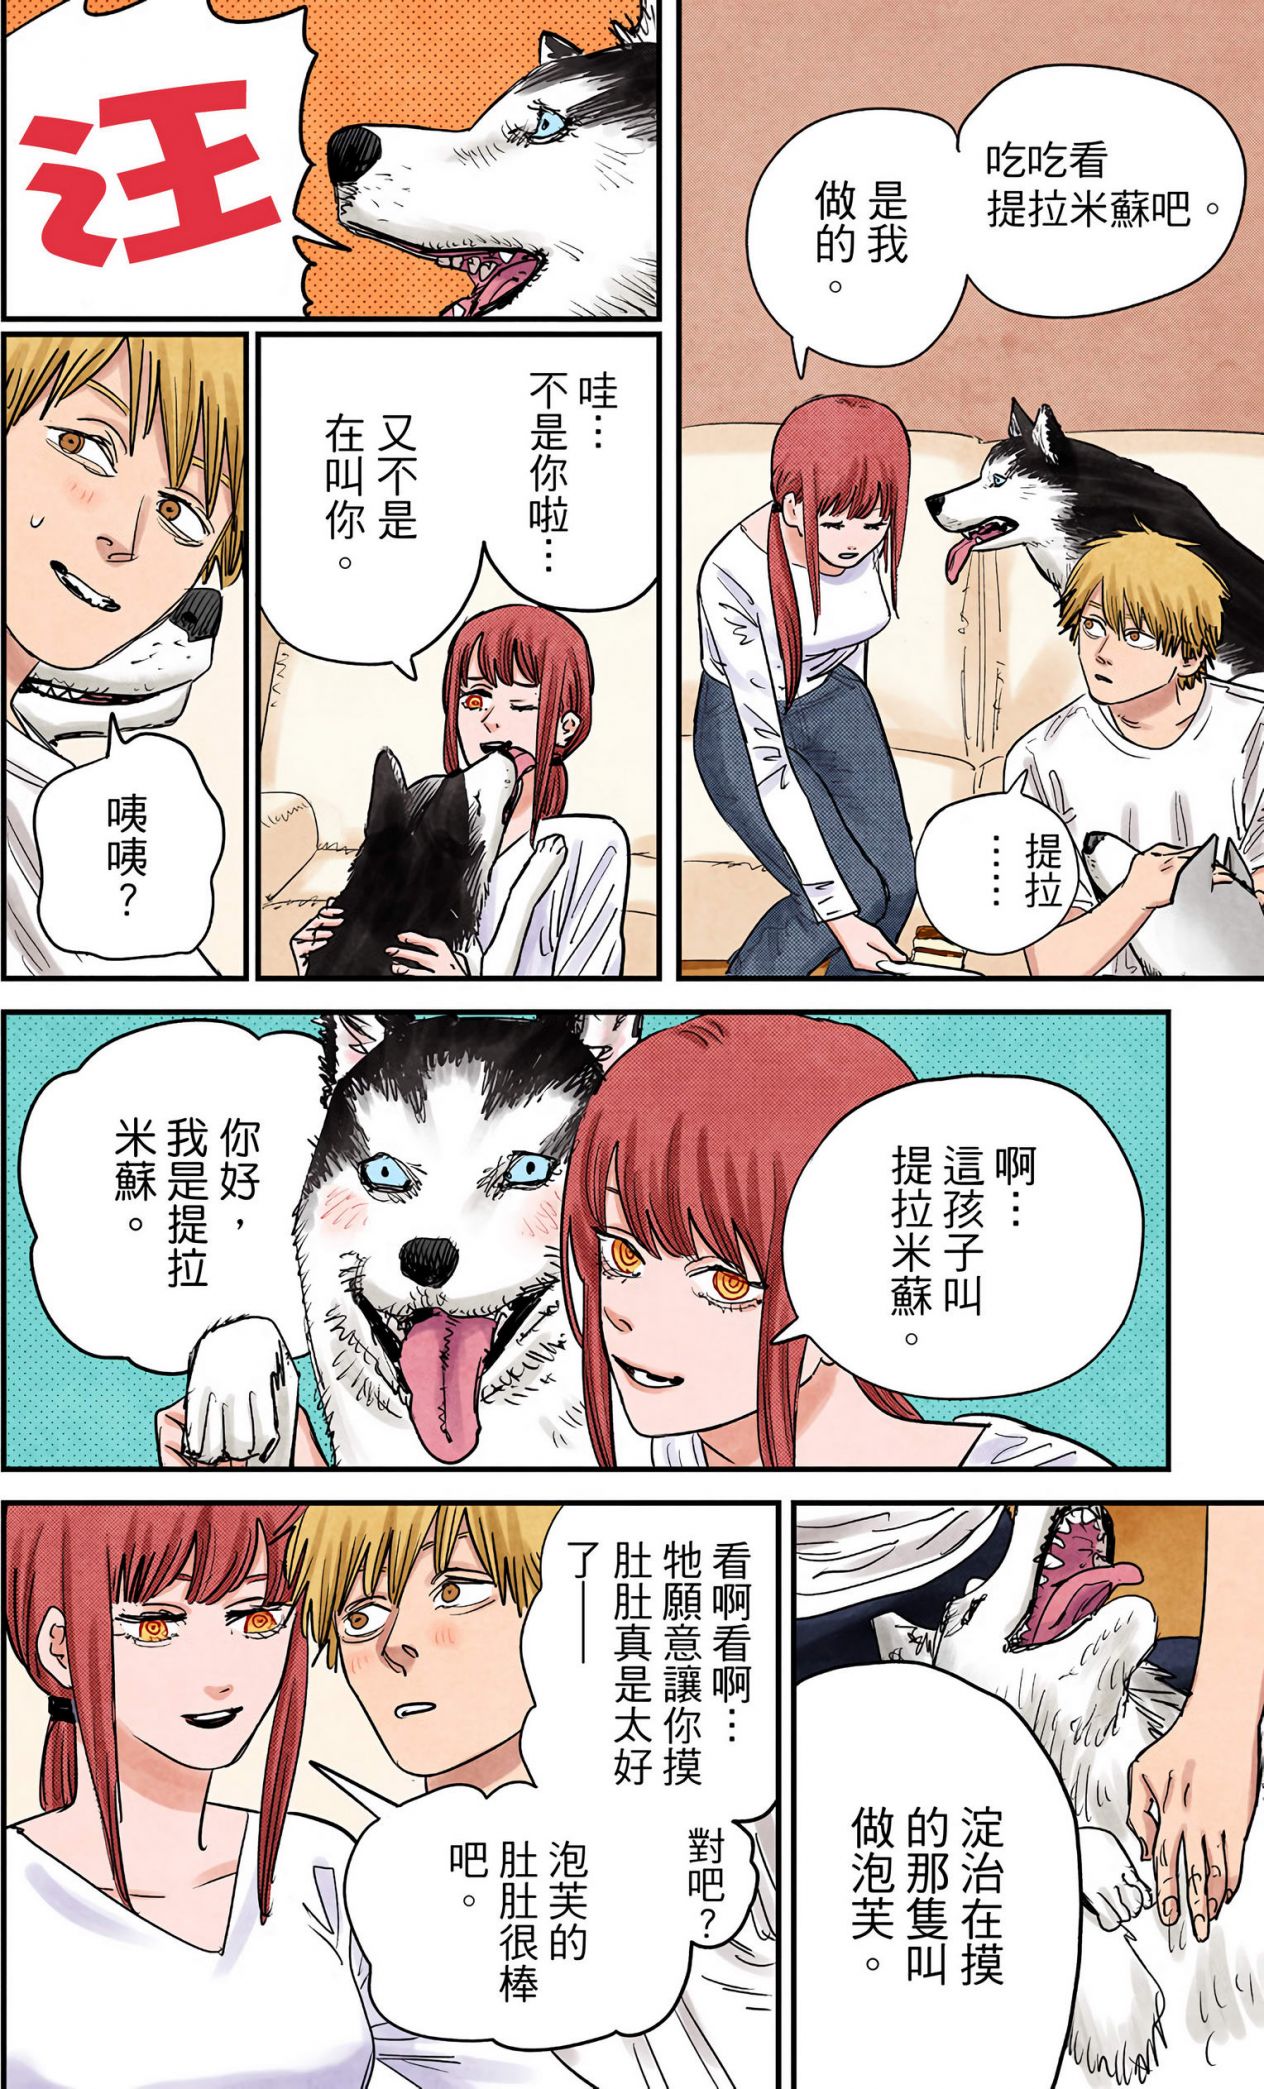 吃吃看
提拉米蘇吧。
是我
做的。
提拉
……
汪
哇…
不是你啦…
又不是
在叫你。
咦咦？
啊…
這孩子叫
提拉米蘇。
你好，
我是提拉
米蘇。
淀治在摸
的那隻叫
做泡芙。
看啊看啊…
牠願意讓你摸
肚肚真是太好
了──
對吧？
泡芙的
肚肚很棒
吧。